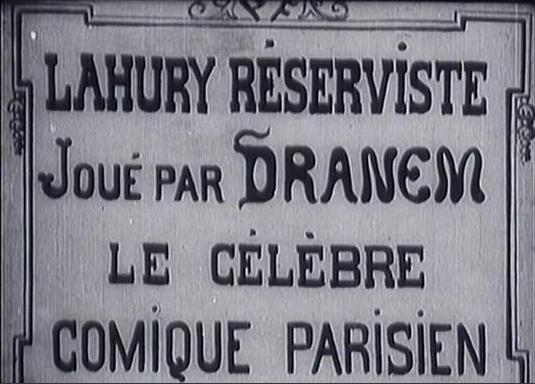 LAHURY RÉSERVISTE
JOUÉ PAR DRANEM
LE CÉLÈBRE
COMIQUE PARISIEN